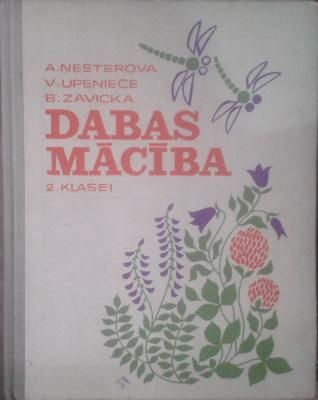 A. NESTEROVA
V. UPENIECE
B. ZAVICKA
DABAS
MĀCĪBA
2. KLASEI